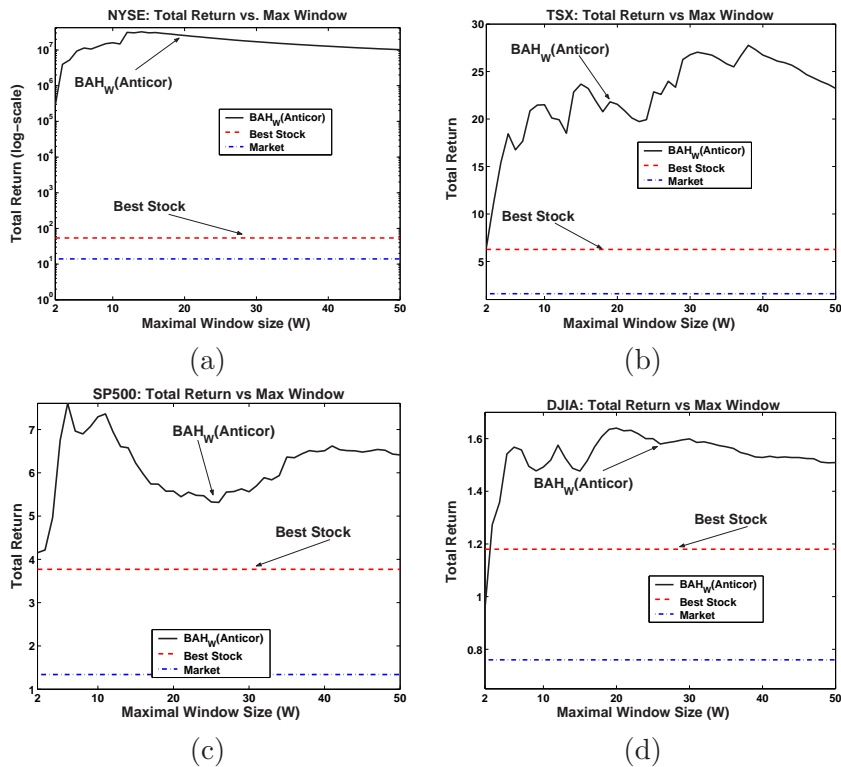 NYSE: Total Return vs. Max Window
Total Return (log−scale)
10^7
10^6
10^5
10^4
10^3
10^2
10^1
10^0
BAH_W(Anticor)
BAH_W(Anticor)
Best Stock
Market
Best Stock
2 10 20 30 40 50
Maximal Window size (W)
(a)
TSX: Total Return vs Max Window
Total Return
30
25
20
15
10
5
BAH_W(Anticor)
BAH_W(Anticor)
Best Stock
Market
Best Stock
2 10 20 30 40 50
Maximal Window Size (W)
(b)
SP500: Total Return vs Max Window
Total Return
7
6
5
4
3
2
1
BAH_W(Anticor)
Best Stock
BAH_W(Anticor)
Best Stock
Market
2 10 20 30 40 50
Maximal Window Size (W)
(c)
DJIA: Total Return vs Max Window
Total Return
1.6
1.4
1.2
1
0.8
BAH_W(Anticor)
Best Stock
BAH_W(Anticor)
Best Stock
Market
2 10 20 30 40 50
Maximal Window Size (W)
(d)